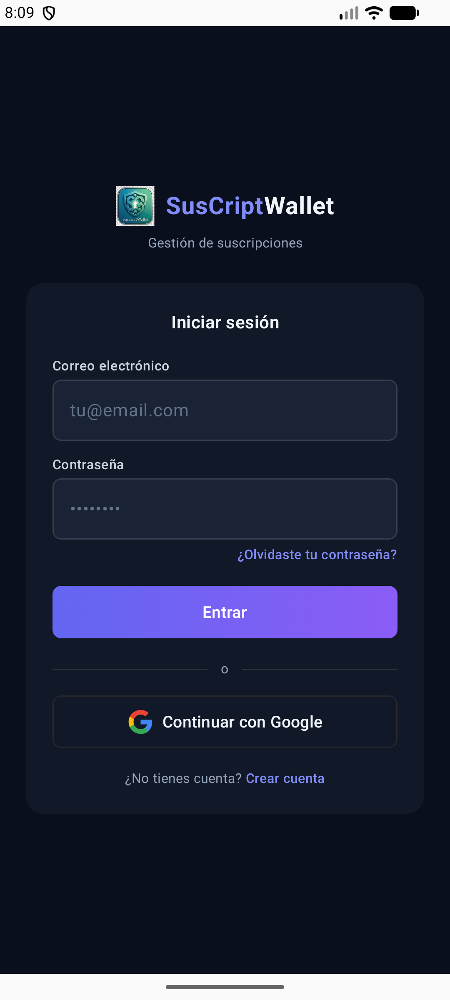 8:09
SuscriptWallet
SusCriptWallet
Gestión de suscripciones
Iniciar sesión
Correo electrónico
tu@email.com
Contraseña
••••••••
¿Olvidaste tu contraseña?
Entrar
o
Continuar con Google
¿No tienes cuenta? Crear cuenta